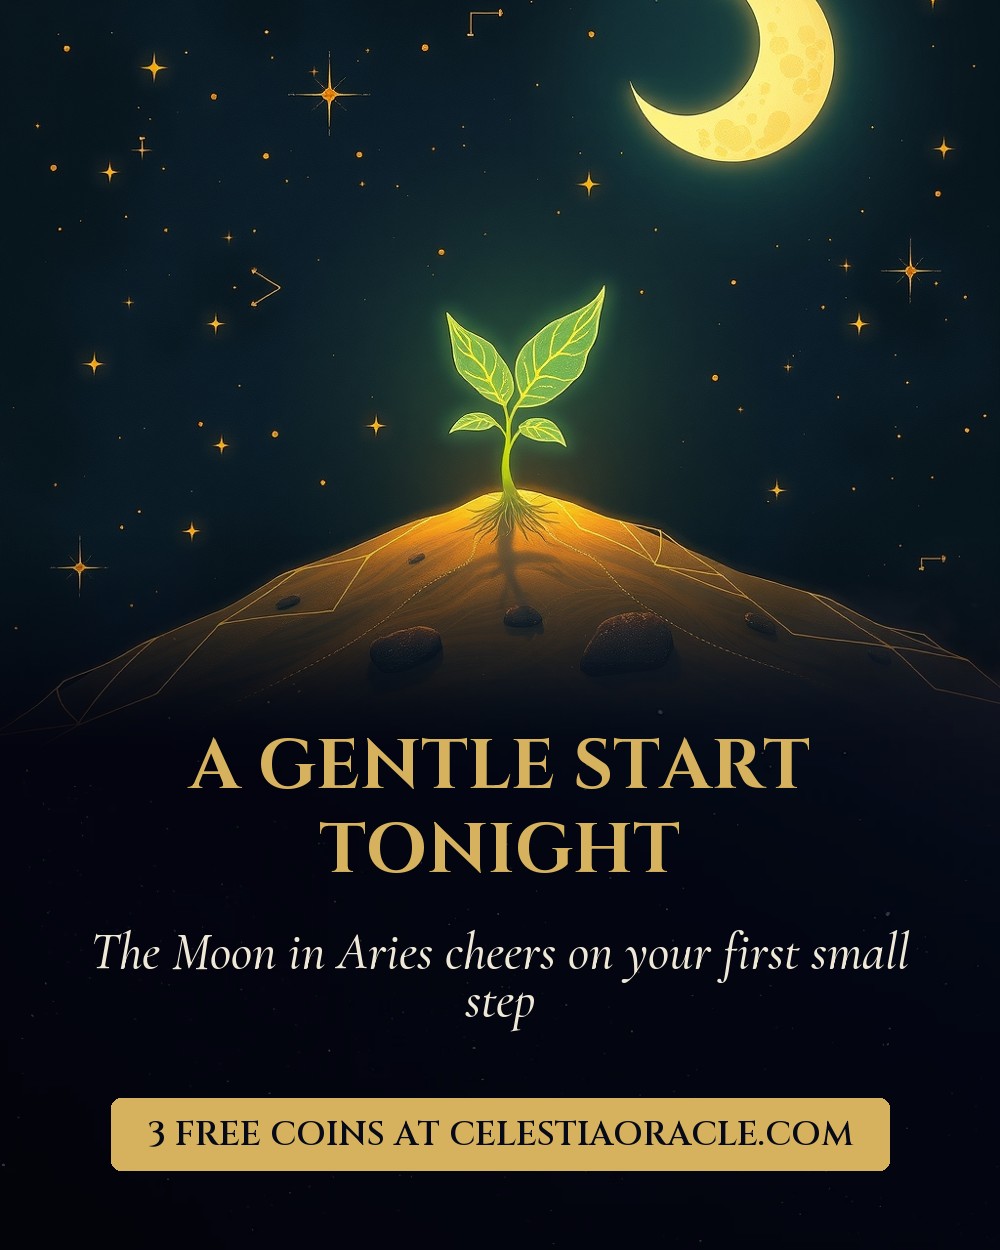 A GENTLE START
TONIGHT
The Moon in Aries cheers on your first small
step
3 FREE COINS AT CELESTIAORACLE.COM